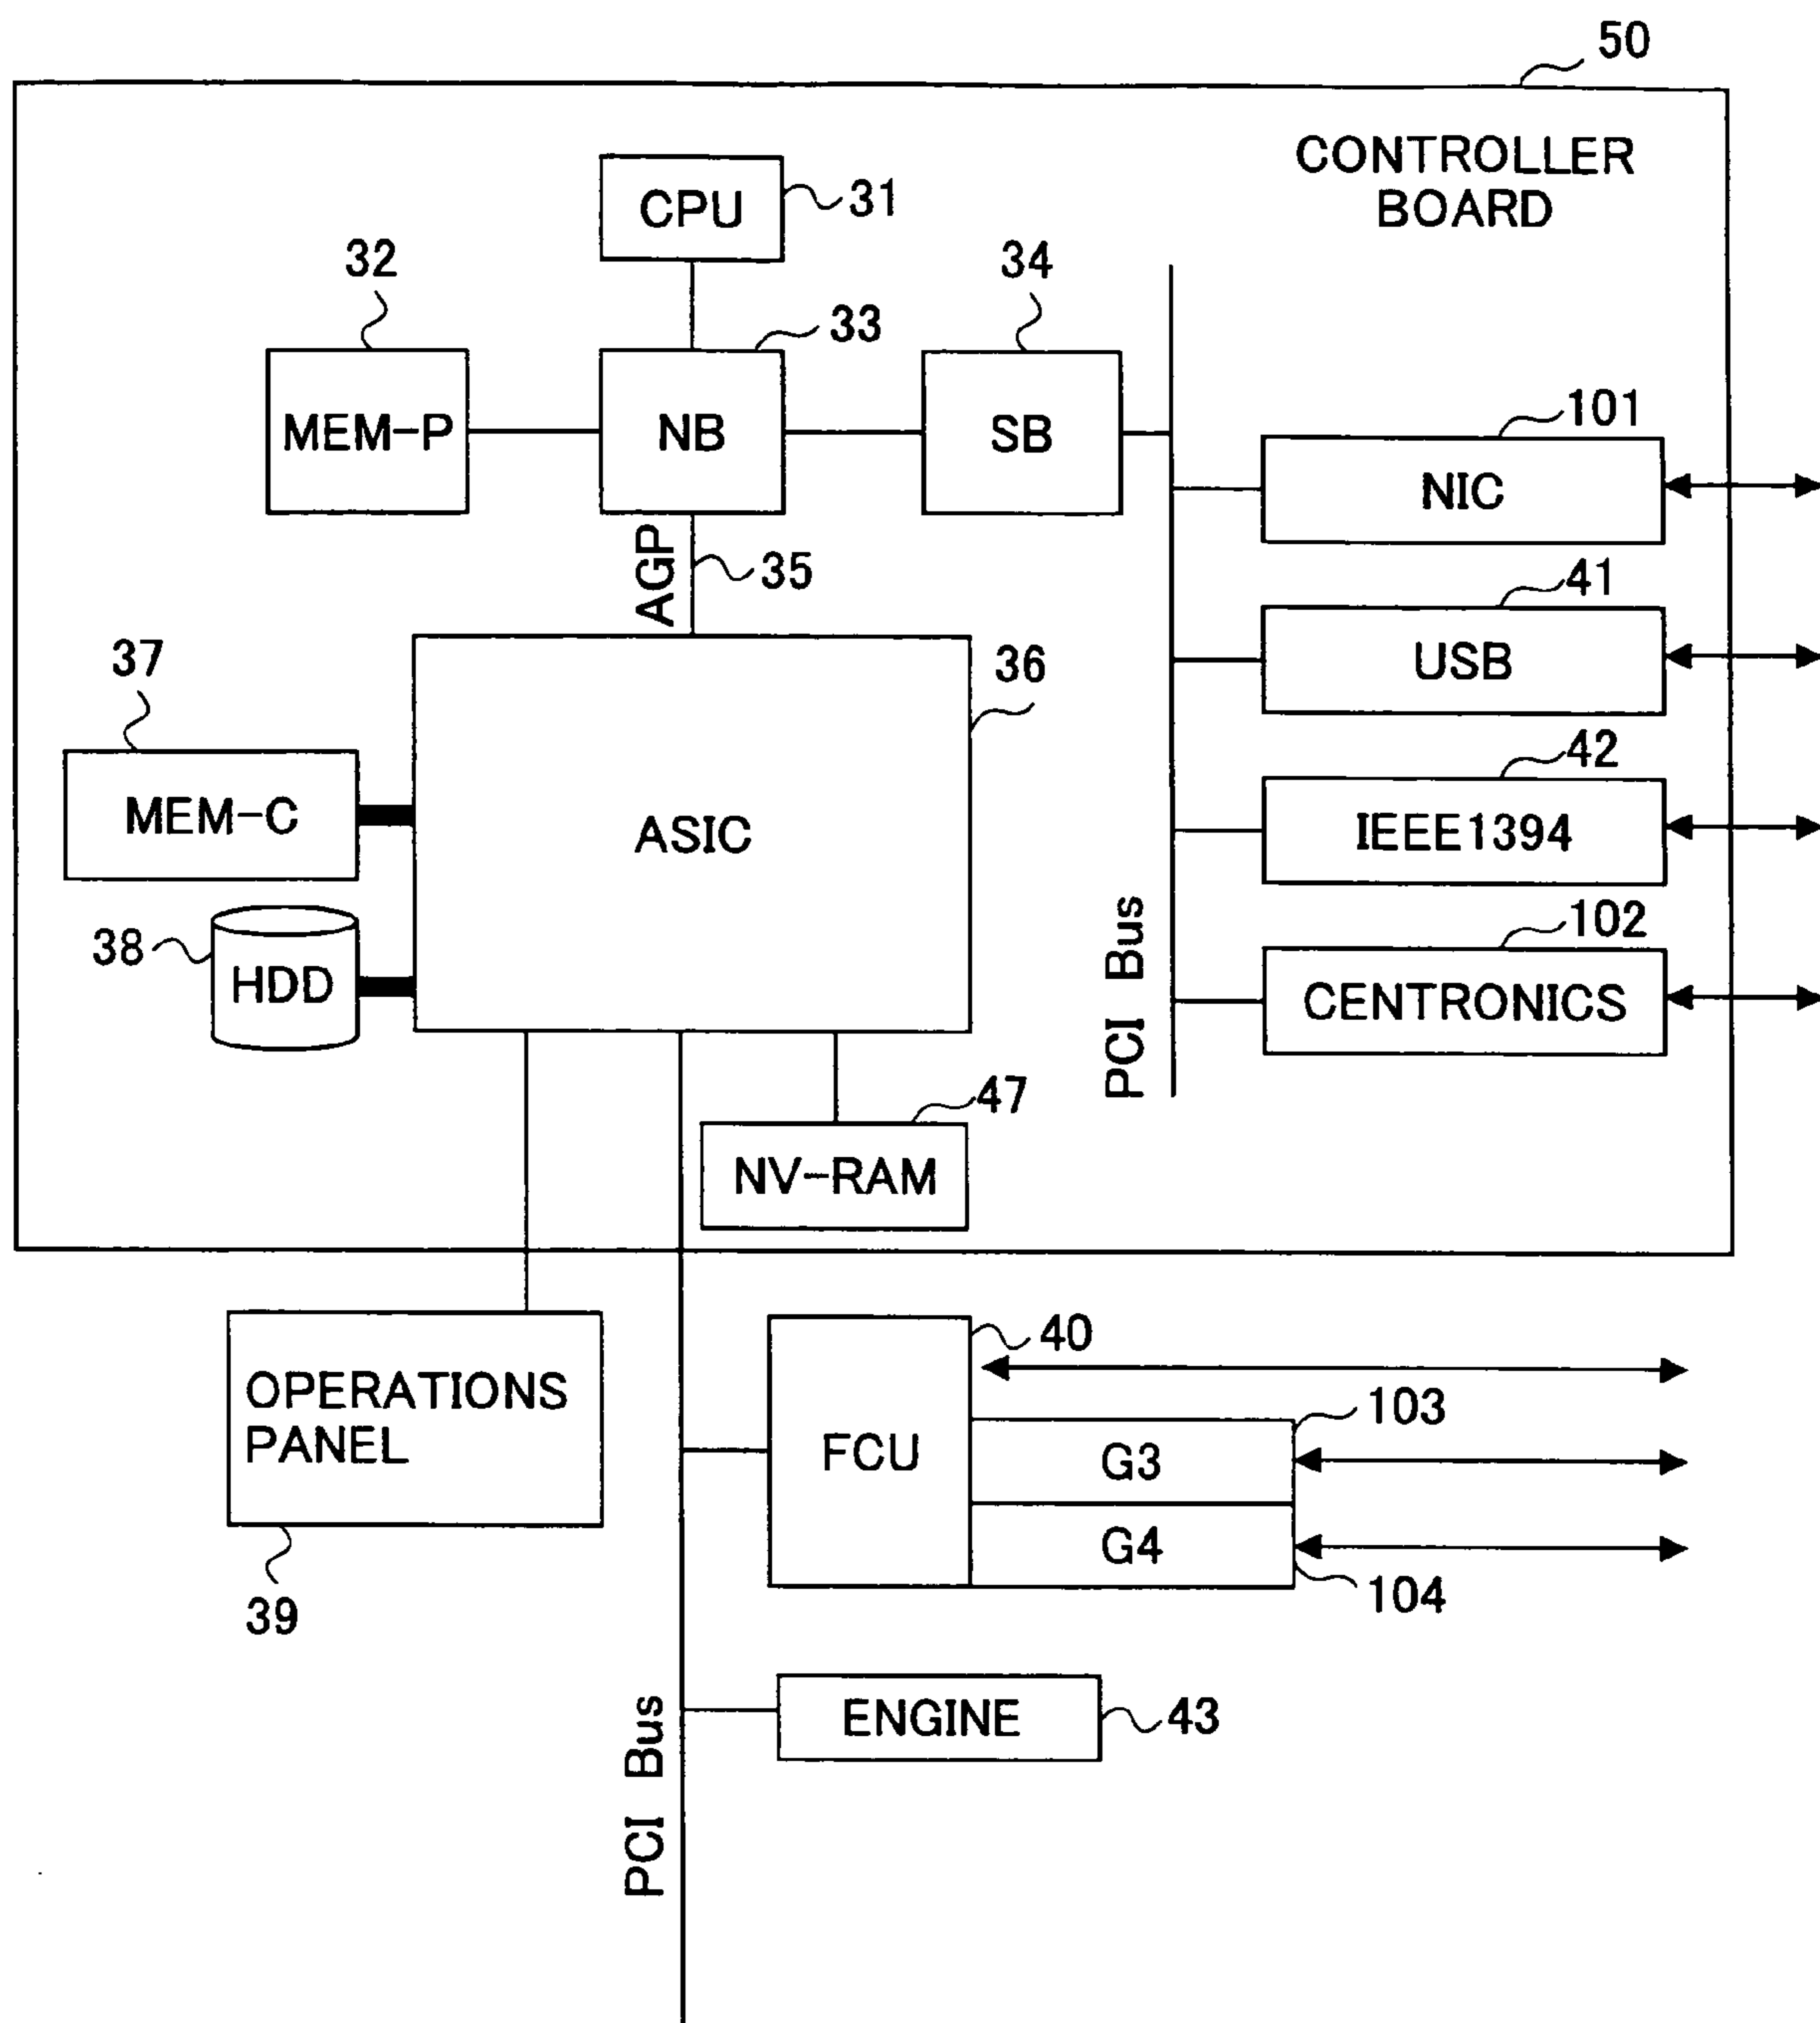 50
CONTROLLER
BOARD
CPU
31
32
33
34
MEM-P
NB
SB
101
NIC
AGP
35
41
USB
37
36
MEM-C
ASIC
42
IEEE1394
38
HDD
102
CENTRONICS
PCI Bus
47
NV-RAM
OPERATIONS
PANEL
39
40
FCU
103
G3
G4
104
ENGINE
43
PCI Bus